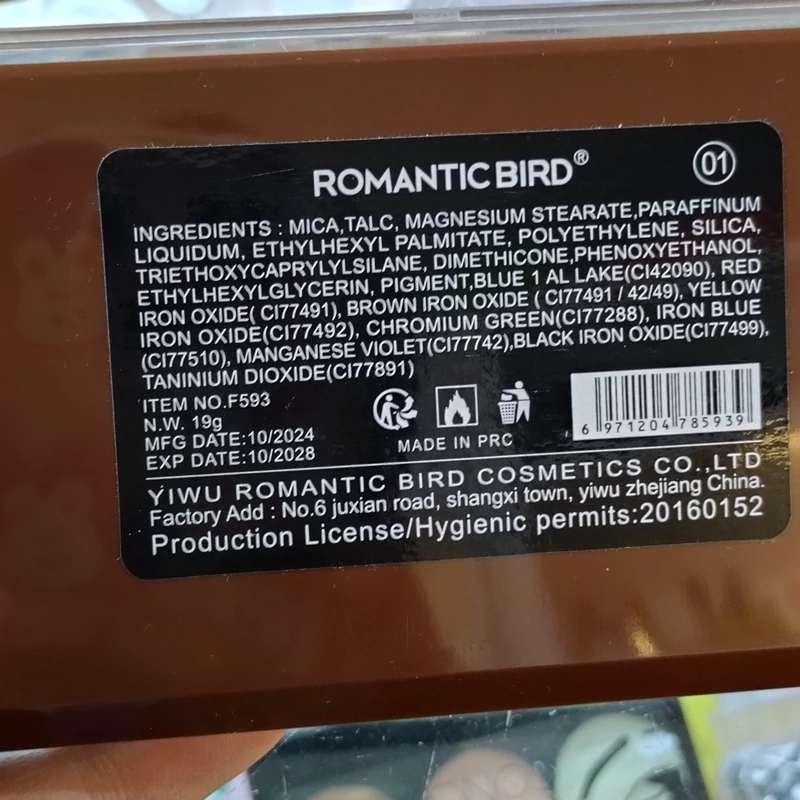 ROMANTIC BIRD®
01
INGREDIENTS : MICA,TALC, MAGNESIUM STEARATE,PARAFFINUM
LIQUIDUM, ETHYLHEXYL PALMITATE, POLYETHYLENE, SILICA,
TRIETHOXYCAPRYLYLSILANE, DIMETHICONE,PHENOXYETHANOL,
ETHYLHEXYLGLYCERIN, PIGMENT,BLUE 1 AL LAKE(CI42090), RED
IRON OXIDE( CI77491), BROWN IRON OXIDE ( CI77491 / 42/49), YELLOW
IRON OXIDE(CI77492), CHROMIUM GREEN(CI77288), IRON BLUE
(CI77510), MANGANESE VIOLET(CI77742),BLACK IRON OXIDE(CI77499),
TANINIUM DIOXIDE(CI77891)
ITEM NO.F593
N.W. 19g
MFG DATE:10/2024
EXP DATE:10/2028
MADE IN PRC
6 971204 785939
YIWU ROMANTIC BIRD COSMETICS CO.,LTD
Factory Add : No.6 juxian road, shangxi town, yiwu zhejiang China.
Production License/Hygienic permits:20160152